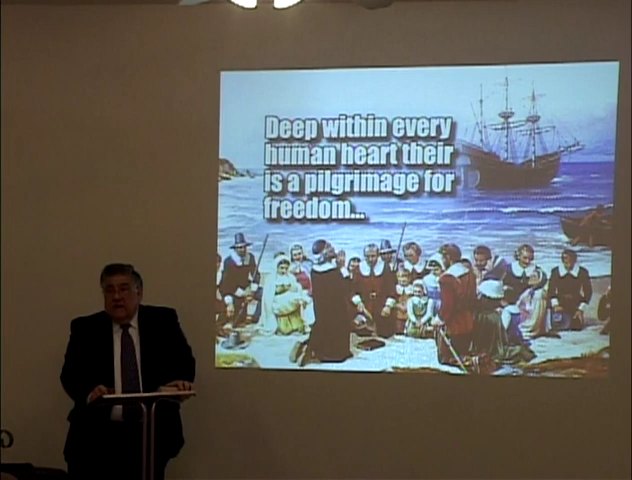 Deep within every
human heart their
is a pilgrimage for
freedom...